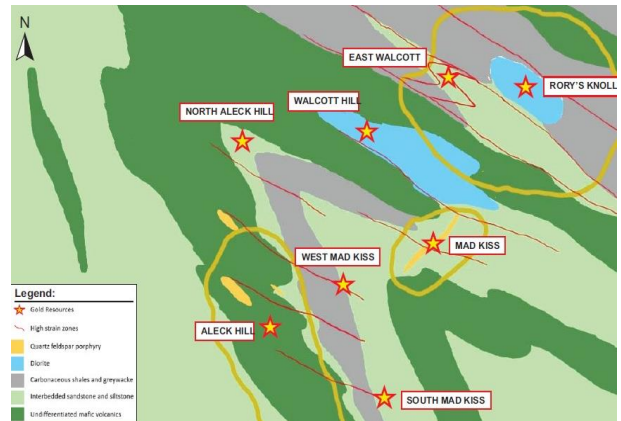 N
EAST WALCOTT
RORY'S KNOLL
WALCOTT HILL
NORTH ALECK HILL
MAD KISS
WEST MAD KISS
ALECK HILL
SOUTH MAD KISS
Legend:
Gold Resources
High strain zones
Quartz feldspar porphyry
Diorite
Carbonaceous shales and greywacke
Interbedded sandstone and siltstone
Undifferentiated mafic volcanics